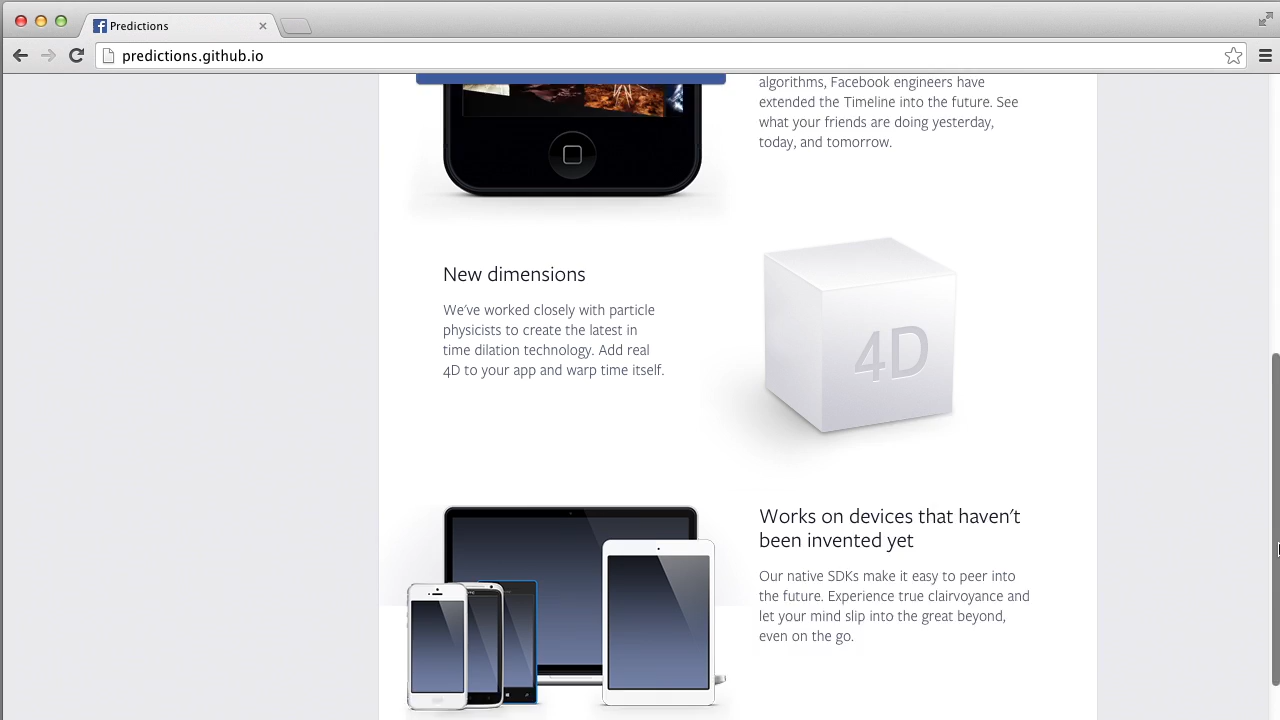 Predictions
predictions.github.io
algorithms, Facebook engineers have
extended the Timeline into the future. See
what your friends are doing yesterday,
today, and tomorrow.
New dimensions
We've worked closely with particle
physicists to create the latest in
time dilation technology. Add real
4D to your app and warp time itself.
4D
Works on devices that haven't
been invented yet
Our native SDKs make it easy to peer into
the future. Experience true clairvoyance and
let your mind slip into the great beyond,
even on the go.